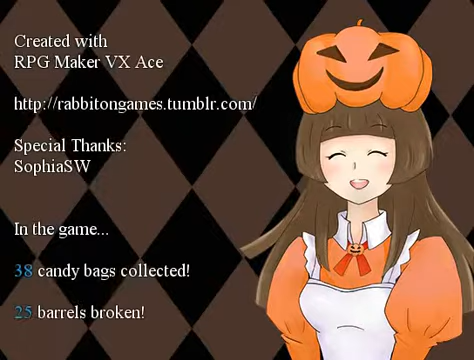 Created with
RPG Maker VX Ace
http://rabbitongames.tumblr.com/
Special Thanks:
SophiaSW
In the game...
38 candy bags collected!
25 barrels broken!